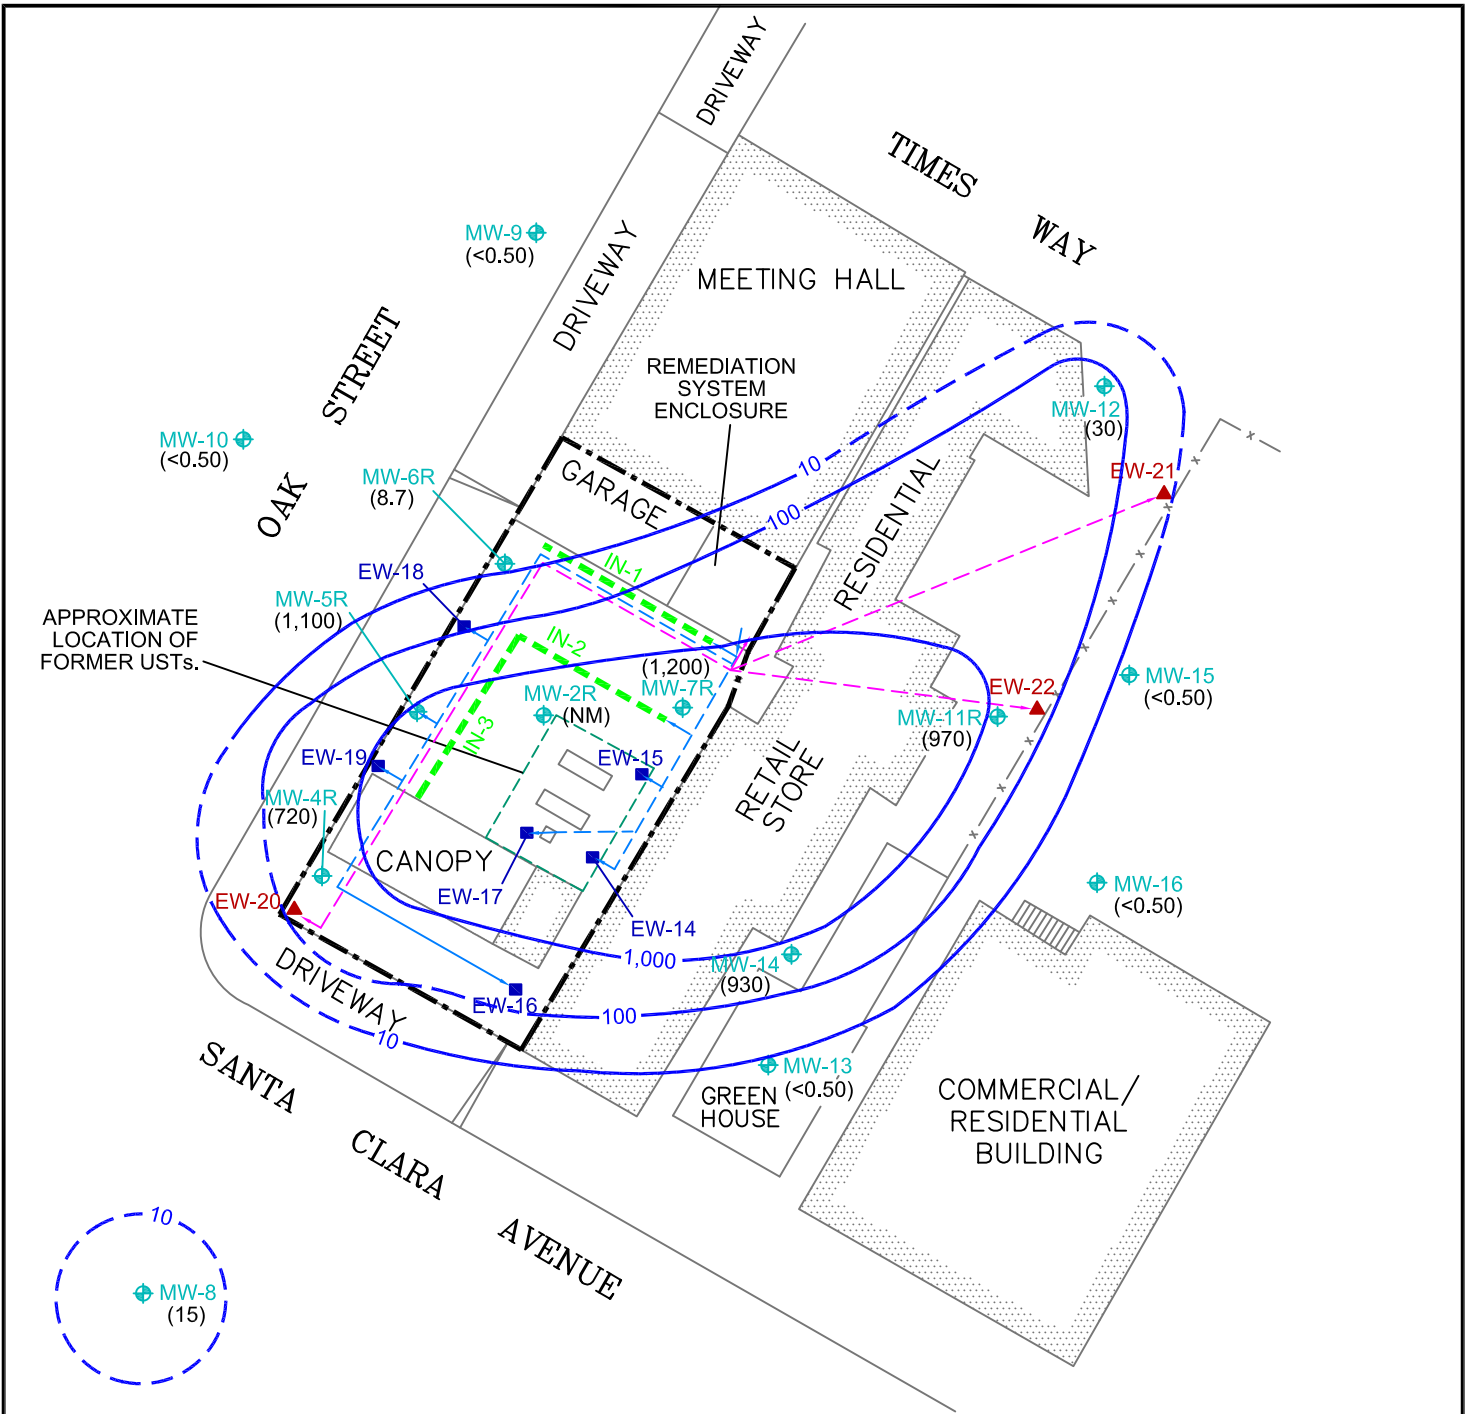 DRIVEWAY
TIMES WAY
MW-9
(<0.50)
DRIVEWAY
MEETING HALL
OAK STREET
REMEDIATION
SYSTEM
ENCLOSURE
MW-12
(30)
MW-10
(<0.50)
10
MW-6R
(8.7)
GARAGE
EW-21
100
RESIDENTIAL
EW-18
IN-1
MW-5R
(1,100)
APPROXIMATE
LOCATION OF
FORMER USTs.
IN-2
(1,200)
MW-7R
MW-2R
(NM)
EW-22
MW-15
(<0.50)
MW-11R
(970)
IN-3
EW-19
EW-15
RETAIL
STORE
MW-4R
(720)
CANOPY
EW-17
EW-20
EW-14
MW-16
(<0.50)
1,000
MW-14
(930)
DRIVEWAY
EW-16
100
10
MW-13
(<0.50)
GREEN
HOUSE
COMMERCIAL/
RESIDENTIAL
BUILDING
SANTA CLARA AVENUE
10
MW-8
(15)